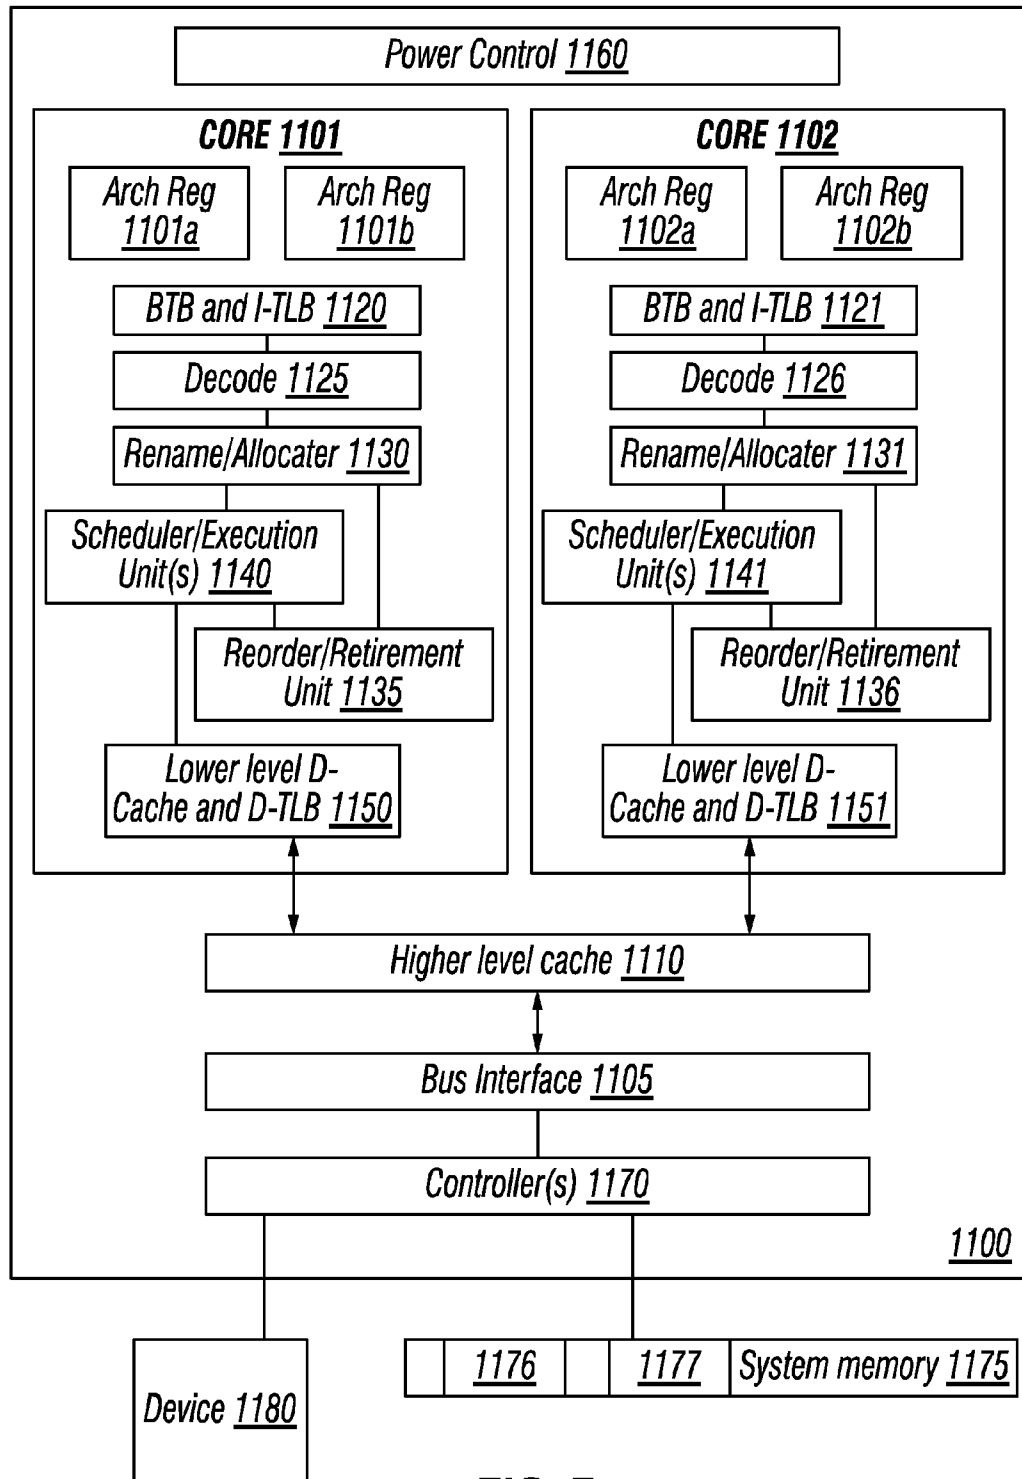 Power Control 1160
CORE 1101
Arch Reg
1101a
Arch Reg
1101b
BTB and I-TLB 1120
Decode 1125
Rename/Allocater 1130
Scheduler/Execution
Unit(s) 1140
Reorder/Retirement
Unit 1135
Lower level D-
Cache and D-TLB 1150
CORE 1102
Arch Reg
1102a
Arch Reg
1102b
BTB and I-TLB 1121
Decode 1126
Rename/Allocater 1131
Scheduler/Execution
Unit(s) 1141
Reorder/Retirement
Unit 1136
Lower level D-
Cache and D-TLB 1151
Higher level cache 1110
Bus Interface 1105
Controller(s) 1170
1100
Device 1180
1176
1177
System memory 1175